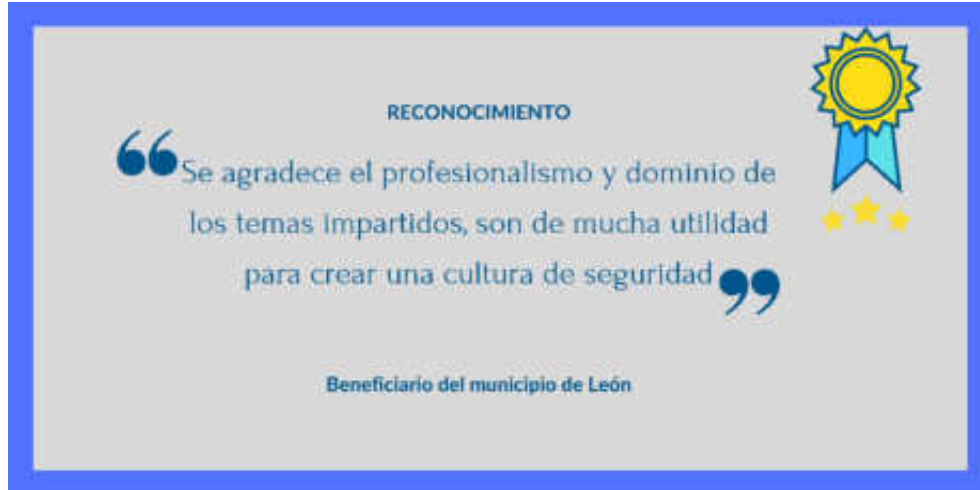 RECONOCIMIENTO
“Se agradece el profesionalismo y dominio de
los temas impartidos, son de mucha utilidad
para crear una cultura de seguridad”
Beneficiario del municipio de León